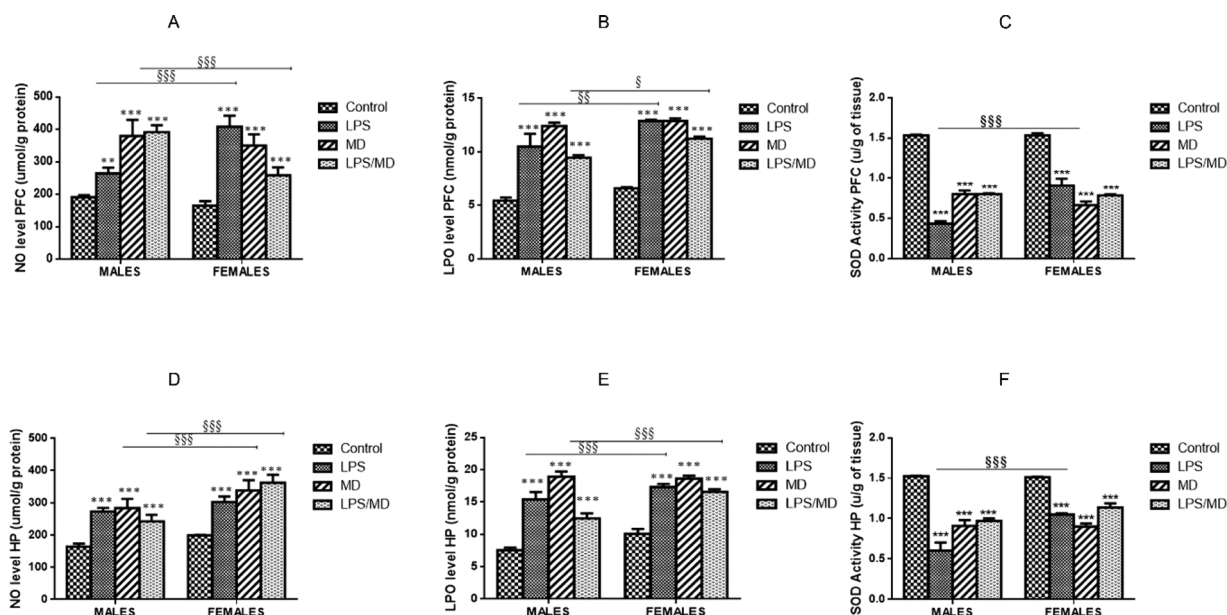 A
B
C
§§§
§§§
NO level PFC (umol/g protein)
500
400
300
200
100
0
** *** *** *** *** ***
MALES FEMALES
Control
LPS
MD
LPS/MD
§
§§
LPO level PFC (nmol/g protein)
15
10
5
0
*** *** *** *** *** ***
MALES FEMALES
Control
LPS
MD
LPS/MD
§§§
SOD Activity PFC (u/g of tissue)
2.0
1.5
1.0
0.5
0.0
*** *** *** *** *** ***
MALES FEMALES
Control
LPS
MD
LPS/MD
D
E
F
§§§
§§§
NO level HP (umol/g protein)
500
400
300
200
100
0
*** *** *** *** *** ***
MALES FEMALES
Control
LPS
MD
LPS/MD
§§§
§§§
LPO level HP (nmol/g protein)
25
20
15
10
5
0
*** *** *** *** *** ***
MALES FEMALES
Control
LPS
MD
LPS/MD
§§§
SOD Activity HP (u/g of tissue)
2.0
1.5
1.0
0.5
0.0
*** *** *** *** *** ***
MALES FEMALES
Control
LPS
MD
LPS/MD